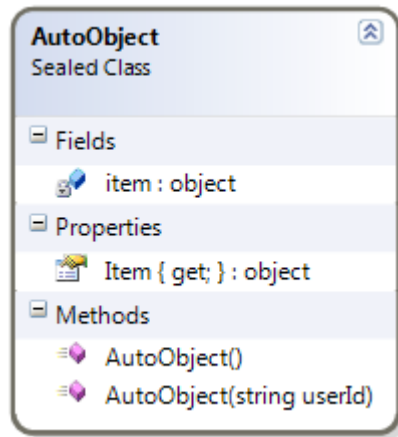 AutoObject
Sealed Class
Fields
item : object
Properties
Item { get; } : object
Methods
AutoObject()
AutoObject(string userId)